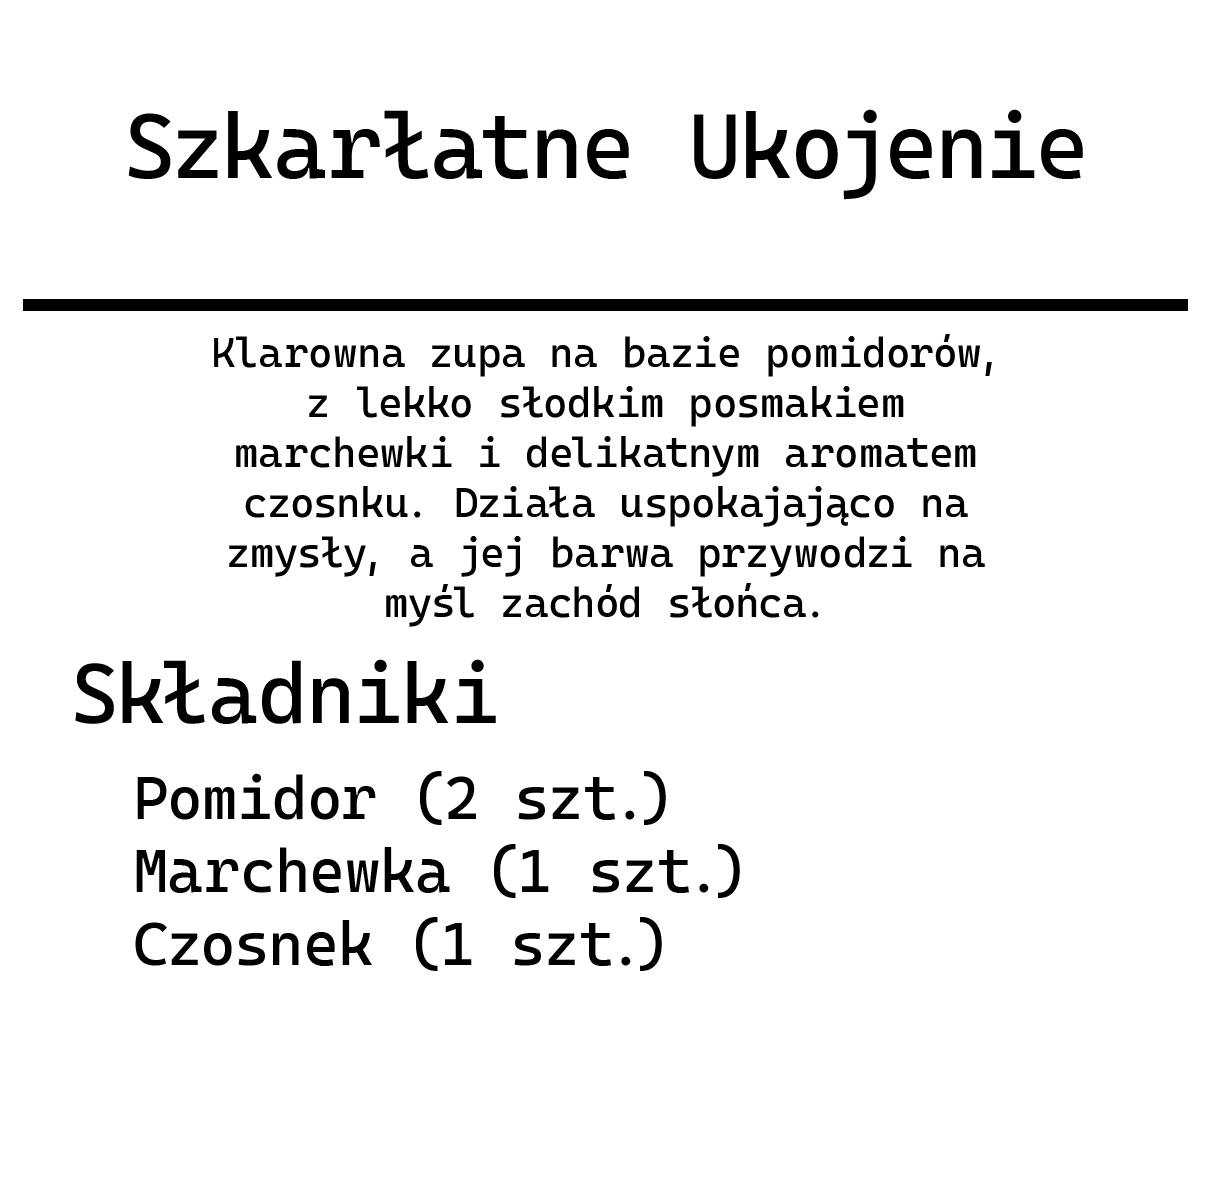 Szkarłatne Ukojenie
Klarowna zupa na bazie pomidorów,
z lekko słodkim posmakiem
marchewki i delikatnym aromatem
czosnku. Działa uspokajająco na
zmysły, a jej barwa przywodzi na
myśl zachód słońca.
Składniki
Pomidor (2 szt.)
Marchewka (1 szt.)
Czosnek (1 szt.)